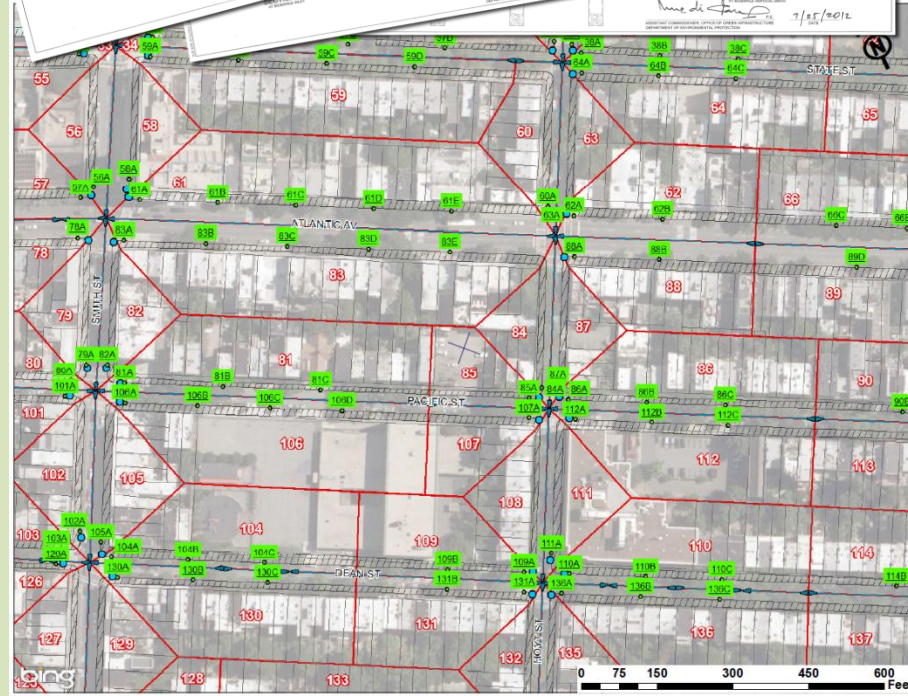 7/25/2012
DATE
ASSISTANT COMMISSIONER, OFFICE OF GREEN INFRASTRUCTURE
DEPARTMENT OF ENVIRONMENTAL PROTECTION
N
33 34 59A 59C 59D 38A 38B 38C
64A 64B 64C STATE ST
55 59 64 65
56 58 60 63
57 56A 58A 61 62 66
57A 61A 61B 61C 61D 61E 60A 62A 62B 66C
ATLANTIC AV 63A
78A 83A 83B 83C 83D 83E 88A 88B 89D
78 83 88 89
SMITH ST
79 82 84 87
80 81 85 86 90
79A 82A
80A 81A 81B 81C 87A
101A 106A 106B 106C 106D PACIFIC ST 85A 84A 86A 86B 86C
107A 112A 112B 112C
101 106 107 112 113
102 105 108 111
103 104 109 110 114
102A
103A 105A 111A
120A 104A 104B 104C 109B 109A 110A 110B 110C 114B
130A 130B 130C DEAN ST 131B 131A 136A 136B 136C
126 130 131 136 137
127 129 132 135
HOYT ST
128 133
bing
0 75 150 300 450 600
Feet